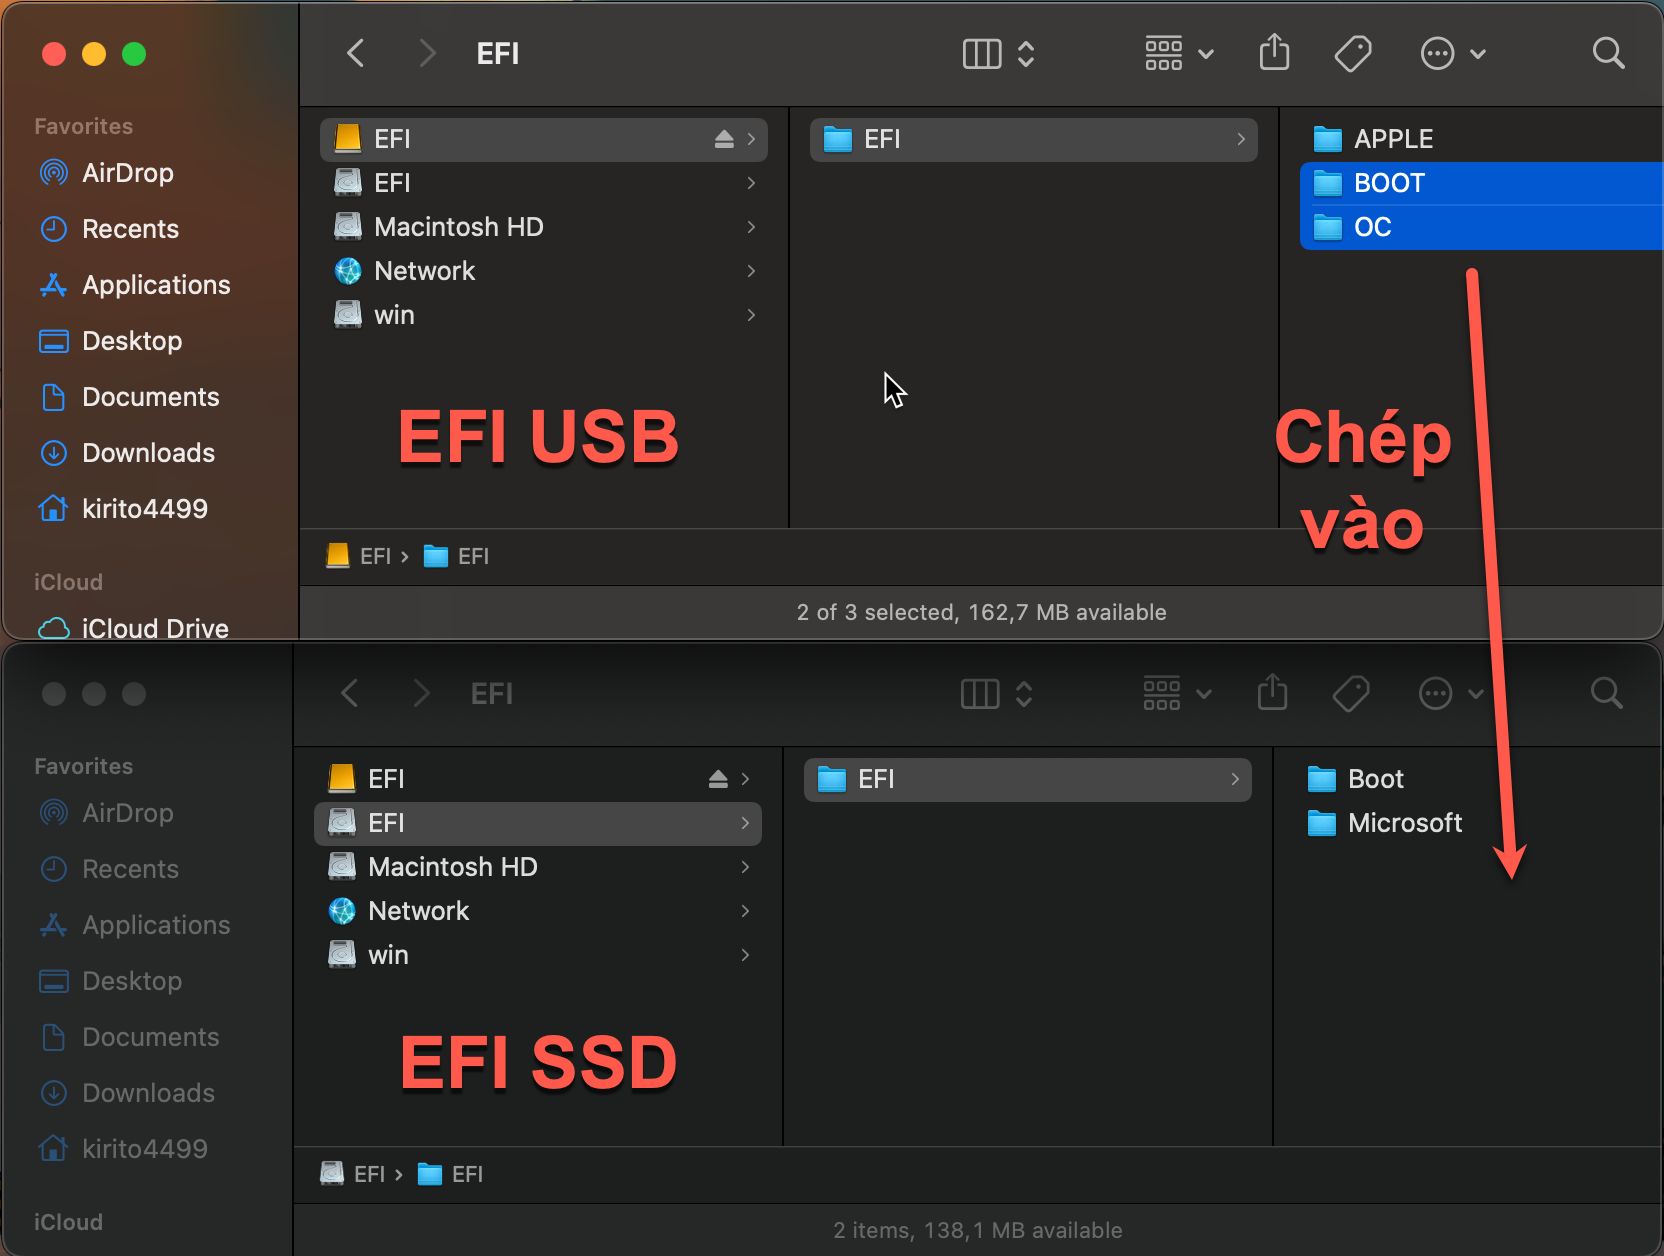 EFI
Favorites
AirDrop
Recents
Applications
Desktop
Documents
Downloads
kirito4499
iCloud
iCloud Drive
EFI
EFI
Macintosh HD
Network
win
EFI
APPLE
BOOT
OC
EFI USB
Chép
vào
EFI › EFI
2 of 3 selected, 162,7 MB available
EFI
Favorites
AirDrop
Recents
Applications
Desktop
Documents
Downloads
kirito4499
iCloud
EFI
EFI
Macintosh HD
Network
win
EFI
Boot
Microsoft
EFI SSD
EFI › EFI
2 items, 138,1 MB available